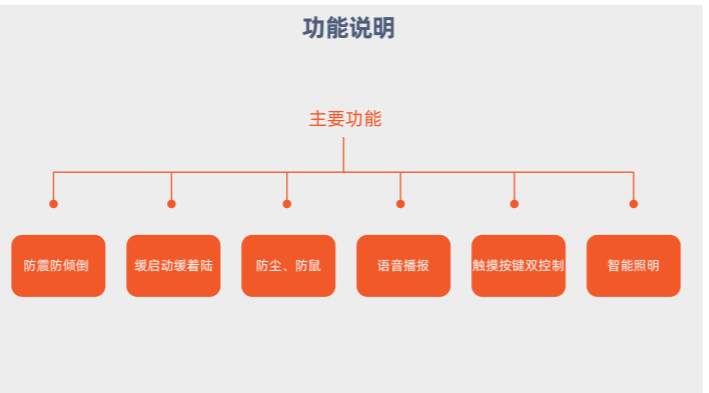 功能说明
主要功能
防震防倾倒
缓启动缓着陆
防尘、防鼠
语音播报
触摸按键双控制
智能照明